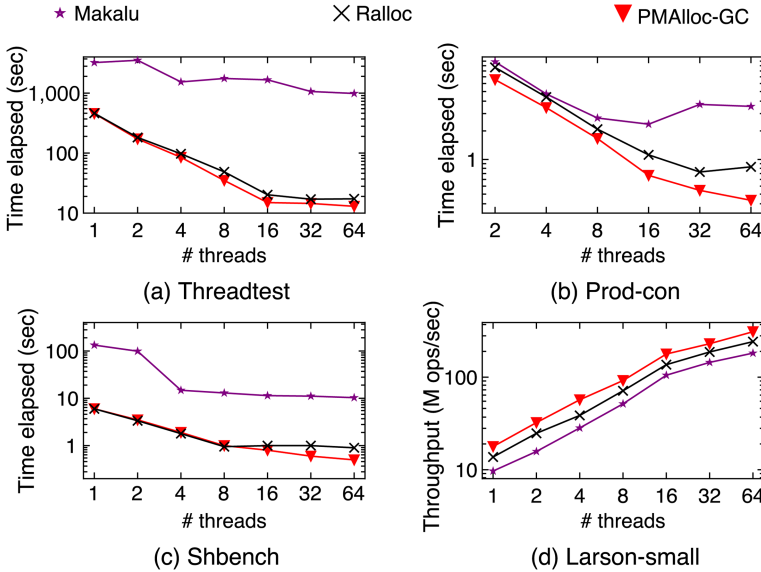 Makalu Ralloc PMAlloc-GC
Time elapsed (sec)
1,000
100
10
1 2 4 8 16 32 64
# threads
(a) Threadtest
Time elapsed (sec)
1
2 4 8 16 32 64
# threads
(b) Prod-con
Time elapsed (sec)
100
10
1
1 2 4 8 16 32 64
# threads
(c) Shbench
Throughput (M ops/sec)
100
10
1 2 4 8 16 32 64
# threads
(d) Larson-small